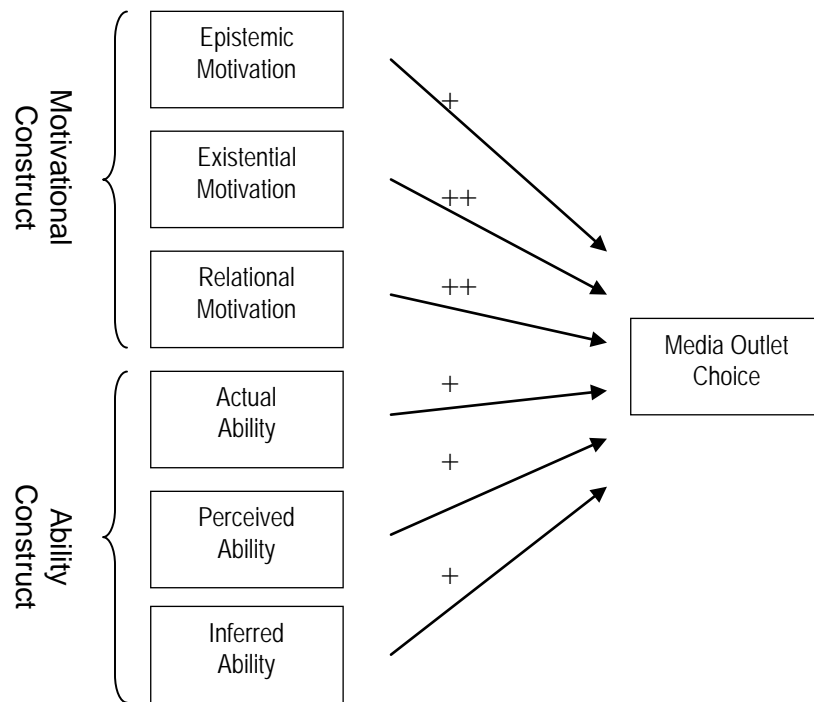 Motivational
Construct
Epistemic
Motivation
+
Existential
Motivation
++
Relational
Motivation
++
Media Outlet
Choice
Ability
Construct
Actual
Ability
+
Perceived
Ability
+
Inferred
Ability
+